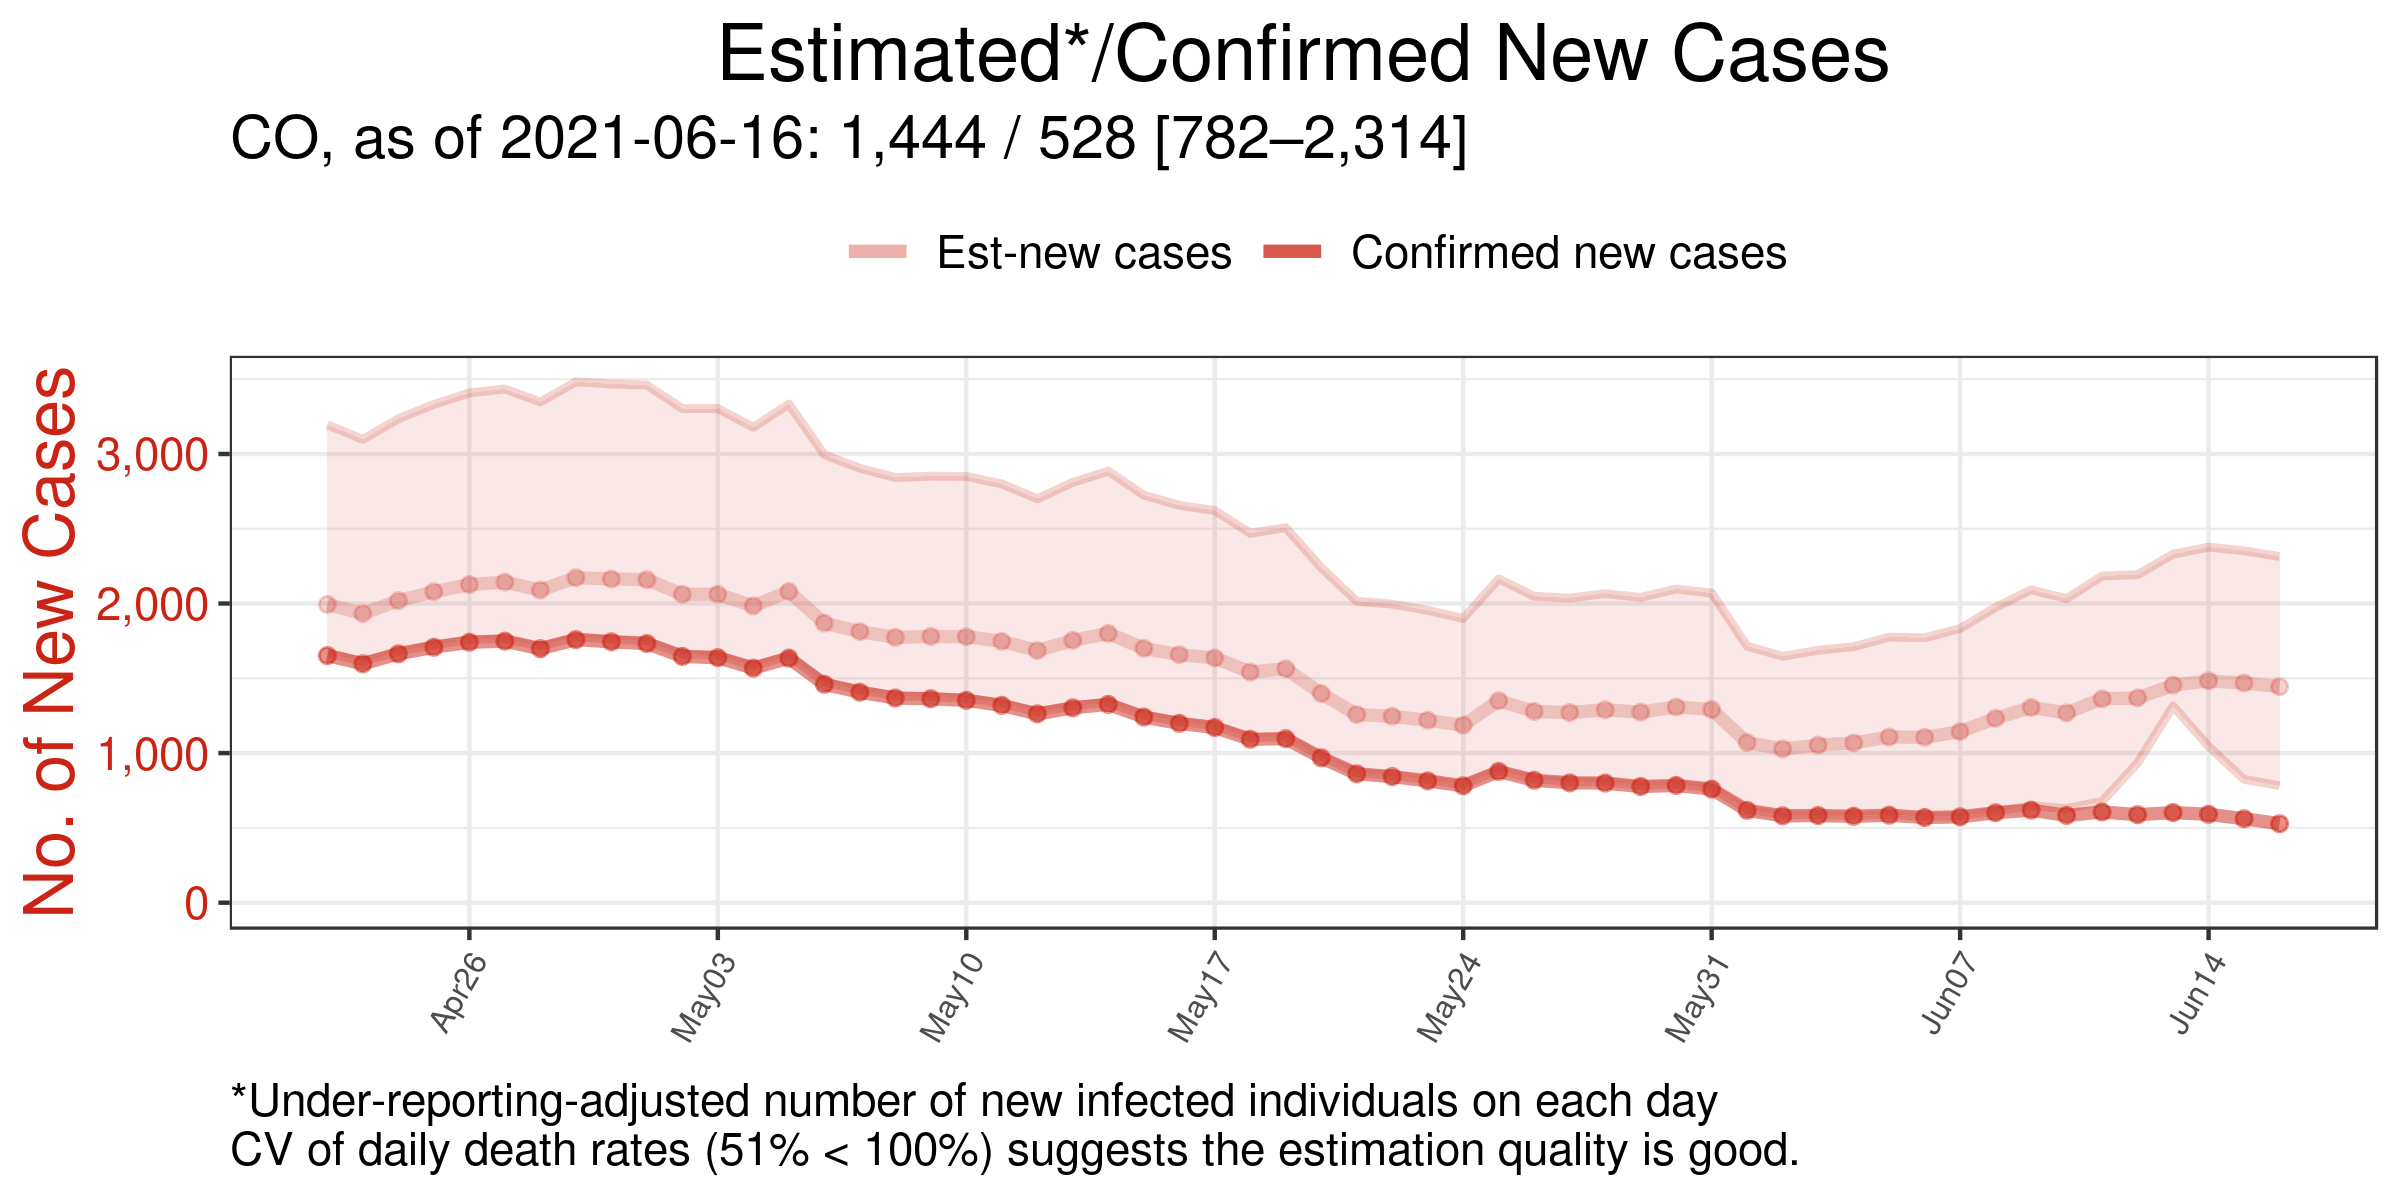 Estimated*/Confirmed New Cases
CO, as of 2021-06-16: 1,444 / 528 [782–2,314]
Est-new cases Confirmed new cases
No. of New Cases
3,000
2,000
1,000
0
Apr26 May03 May10 May17 May24 May31 Jun07 Jun14
*Under-reporting-adjusted number of new infected individuals on each day
CV of daily death rates (51% < 100%) suggests the estimation quality is good.